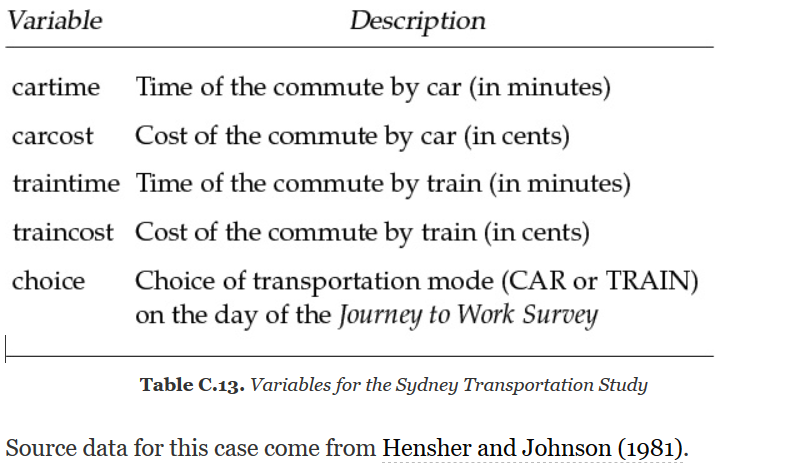 Variable Description
cartime Time of the commute by car (in minutes)
carcost Cost of the commute by car (in cents)
traintime Time of the commute by train (in minutes)
traincost Cost of the commute by train (in cents)
choice Choice of transportation mode (CAR or TRAIN)
on the day of the Journey to Work Survey
Table C.13. Variables for the Sydney Transportation Study
Source data for this case come from Hensher and Johnson (1981).